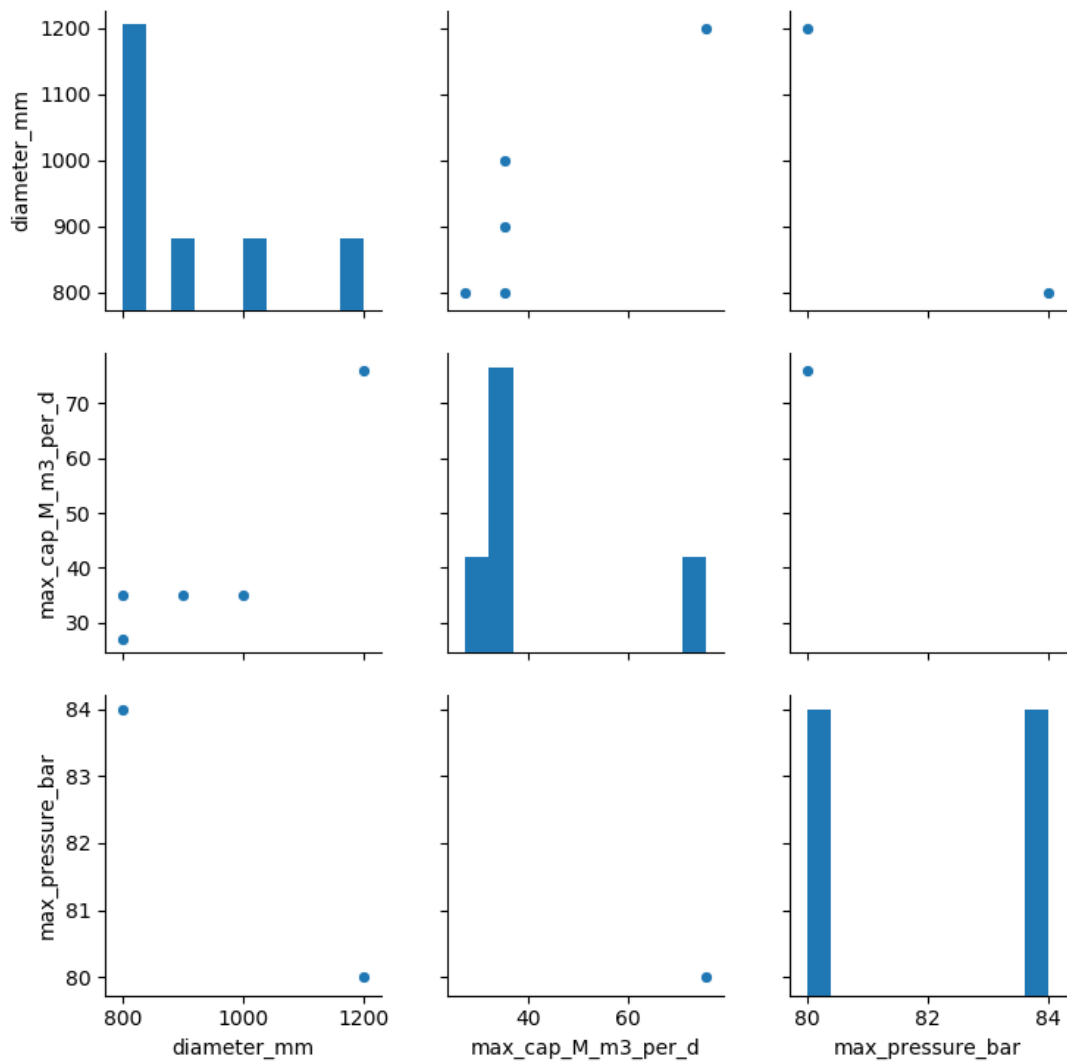 diameter_mm
1200
1100
1000
900
800
max_cap_M_m3_per_d
70
60
50
40
30
max_pressure_bar
84
83
82
81
80
800 1000 1200
40 60
80 82 84
diameter_mm
max_cap_M_m3_per_d
max_pressure_bar